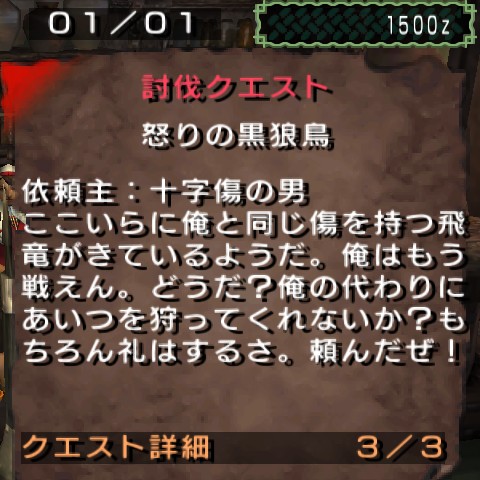 01/01
1500z
討伐クエスト
怒りの黒狼鳥
依頼主：十字傷の男
ここいらに俺と同じ傷を持つ飛
竜がきているようだ。俺はもう
戦えん。どうだ？俺の代わりに
あいつを狩ってくれないか？も
ちろん礼はするさ。頼んだぜ！
クエスト詳細 3/3